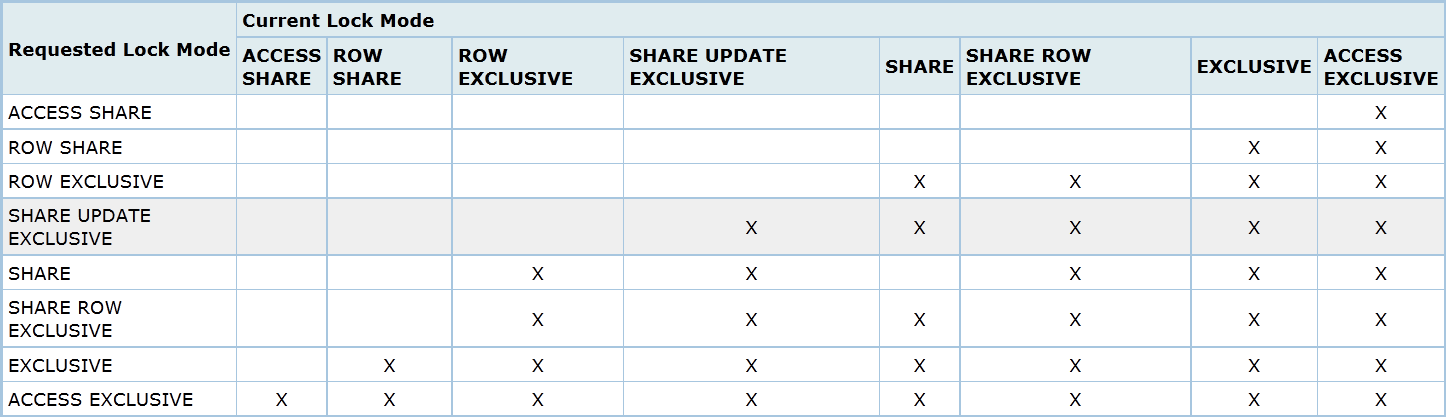 Requested Lock Mode
Current Lock Mode
ACCESS
SHARE
ROW
SHARE
ROW
EXCLUSIVE
SHARE UPDATE
EXCLUSIVE
SHARE
SHARE ROW
EXCLUSIVE
EXCLUSIVE
ACCESS
EXCLUSIVE
ACCESS SHARE X
ROW SHARE X X
ROW EXCLUSIVE X X X X
SHARE UPDATE
EXCLUSIVE X X X X X
SHARE X X X X X
SHARE ROW
EXCLUSIVE X X X X X X
EXCLUSIVE X X X X X X X
ACCESS EXCLUSIVE X X X X X X X X